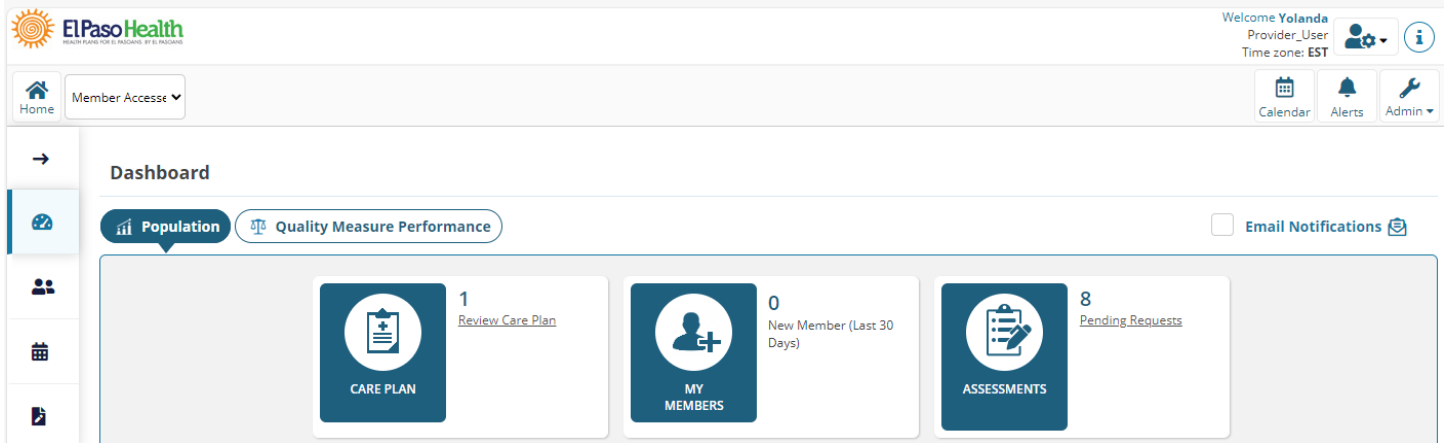 El Paso Health
HEALTH PLANS FOR EL PASOANS. BY EL PASOANS
Welcome Yolanda
Provider_User
Time zone: EST
Home
Member Accesse
Calendar
Alerts
Admin
Dashboard
Population
Quality Measure Performance
Email Notifications
1
Review Care Plan
CARE PLAN
0
New Member (Last 30
Days)
MY
MEMBERS
8
Pending Requests
ASSESSMENTS